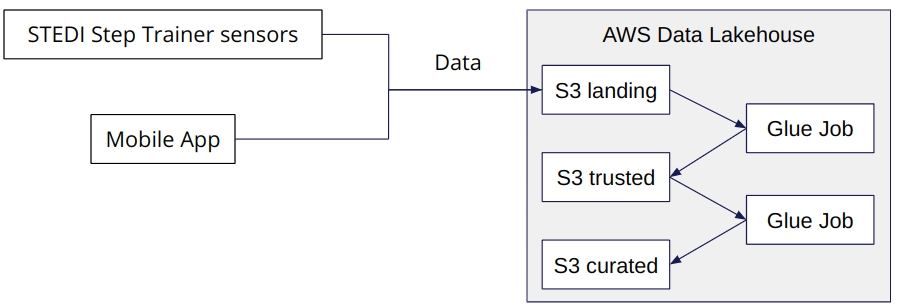 STEDI Step Trainer sensors
Mobile App
Data
AWS Data Lakehouse
S3 landing
Glue Job
S3 trusted
Glue Job
S3 curated